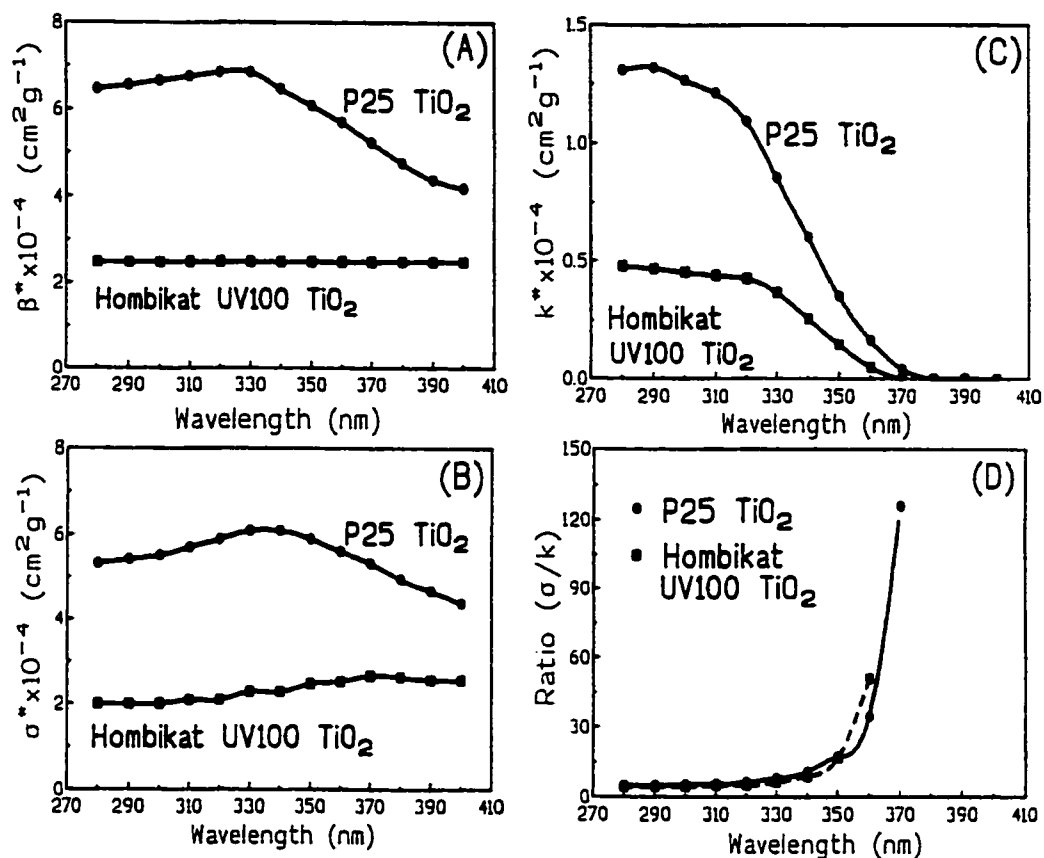 (A)
β*x10⁻⁴ (cm²g⁻¹)
8
6
4
2
0
P25 TiO₂
Hombikat UV100 TiO₂
270 290 310 330 350 370 390 410
Wavelength (nm)
(C)
k*x10⁻⁴ (cm²g⁻¹)
1.5
1.0
0.5
0.0
P25 TiO₂
Hombikat
UV100 TiO₂
270 290 310 330 350 370 390 410
Wavelength (nm)
(B)
σ*x10⁻⁴ (cm²g⁻¹)
8
6
4
2
0
P25 TiO₂
Hombikat UV100 TiO₂
270 290 310 330 350 370 390 410
Wavelength (nm)
(D)
Ratio (σ/k)
150
120
90
60
30
0
P25 TiO₂
Hombikat
UV100 TiO₂
270 290 310 330 350 370 390 410
Wavelength (nm)